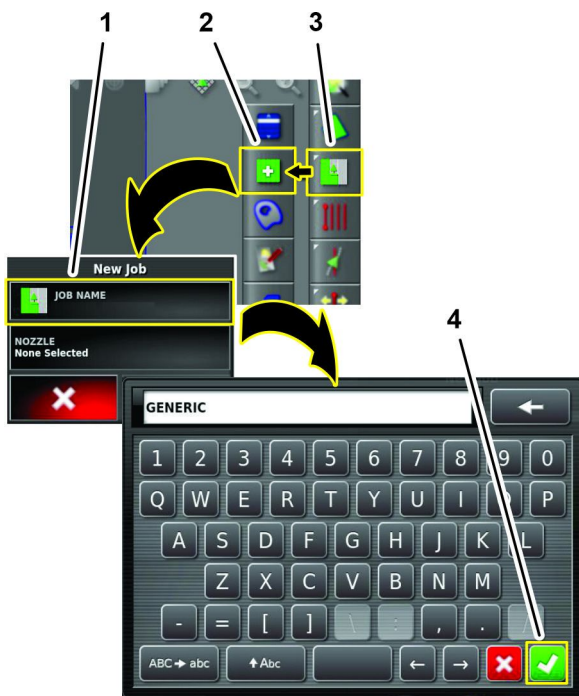 1 2 3
New Job
JOB NAME
NOZZLE
None Selected
4
GENERIC
1 2 3 4 5 6 7 8 9 0
Q W E R T Y U I O P
A S D F G H J K L
Z X C V B N M
- = [ ] \ : , . /
ABC→abc ↑Abc ← →